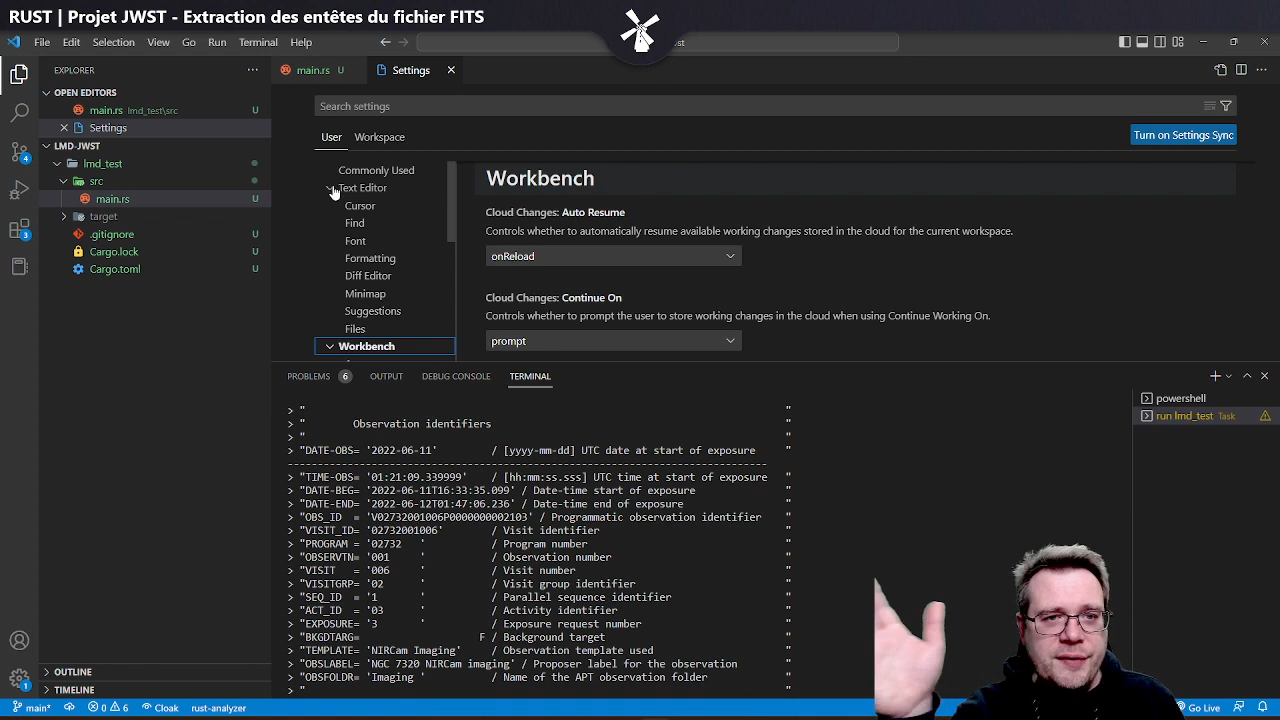 RUST | Projet JWST - Extraction des entêtes du fichier FITS
File Edit Selection View Go Run Terminal Help
EXPLORER
OPEN EDITORS
main.rs lmd_test\src U
Settings
LMD-JWST
lmd_test
src
main.rs U
target
.gitignore U
Cargo.lock U
Cargo.toml U
OUTLINE
TIMELINE
main.rs U
Settings
Search settings
User Workspace
Turn on Settings Sync
Commonly Used
Text Editor
Cursor
Find
Font
Formatting
Diff Editor
Minimap
Suggestions
Files
Workbench
Workbench
Cloud Changes: Auto Resume
Controls whether to automatically resume available working changes stored in the cloud for the current workspace.
onReload
Cloud Changes: Continue On
Controls whether to prompt the user to store working changes in the cloud when using Continue Working On.
prompt
PROBLEMS 6 OUTPUT DEBUG CONSOLE TERMINAL
powershell
run lmd_test Task
> " "
> " Observation identifiers "
> " "
> "DATE-OBS= '2022-06-11' / [yyyy-mm-dd] UTC date at start of exposure
--------------------------------------------------------------------------------
> "TIME-OBS= '01:21:09.339999' / [hh:mm:ss.sss] UTC time at start of exposure
> "DATE-BEG= '2022-06-11T16:33:35.099' / Date-time start of exposure "
> "DATE-END= '2022-06-12T01:47:06.236' / Date-time end of exposure "
> "OBS_ID = 'V02732001006P0000000002103' / Programmatic observation identifier "
> "VISIT_ID= '02732001006' / Visit identifier "
> "PROGRAM = '02732 ' / Program number "
> "OBSERVTN= '001 ' / Observation number "
> "VISIT = '006 ' / Visit number "
> "VISITGRP= '02 ' / Visit group identifier "
> "SEQ_ID = '1 ' / Parallel sequence identifier "
> "ACT_ID = '03 ' / Activity identifier "
> "EXPOSURE= '3 ' / Exposure request number "
> "BKGDTARG= F / Background target "
> "TEMPLATE= 'NIRCam Imaging' / Observation template used "
> "OBSLABEL= 'NGC 7320 NIRCam imaging' / Proposer label for the observation "
> "OBSFOLDR= 'Imaging ' / Name of the APT observation folder "
> " "
4
3
1
main* 0 6 Cloak rust-analyzer
Go Live